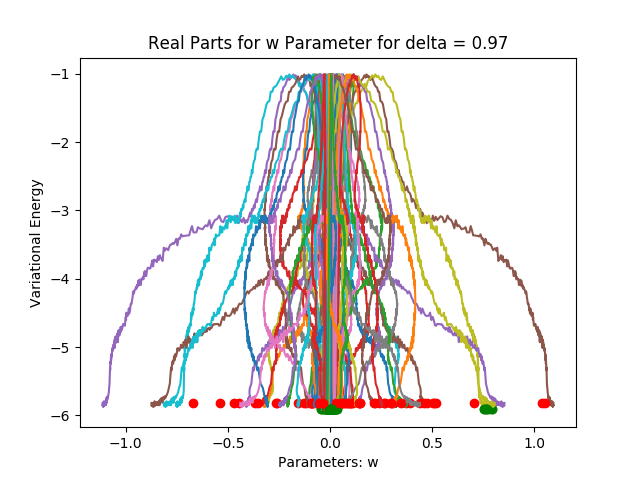 Real Parts for w Parameter for delta = 0.97
−1
−2
−3
−4
−5
−6
Variational Energy
−1.0 −0.5 0.0 0.5 1.0
Parameters: w